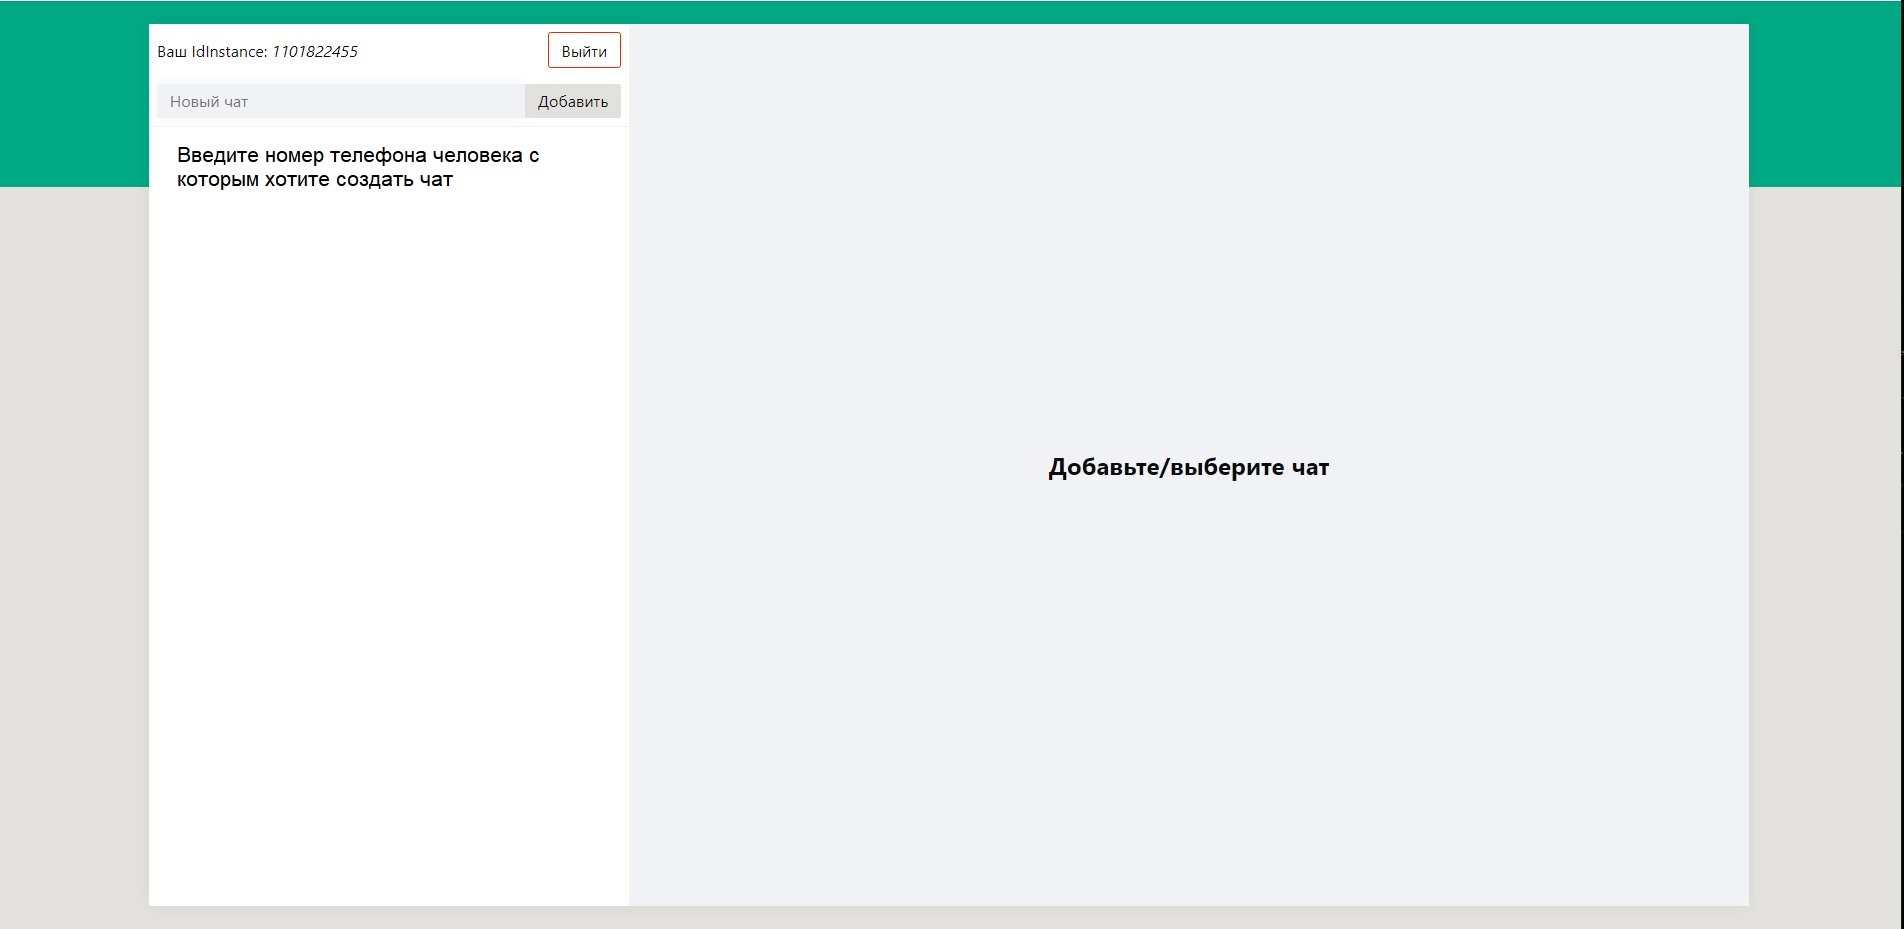 Ваш IdInstance: 1101822455
Выйти
Новый чат
Добавить
Введите номер телефона человека с
которым хотите создать чат
Добавьте/выберите чат